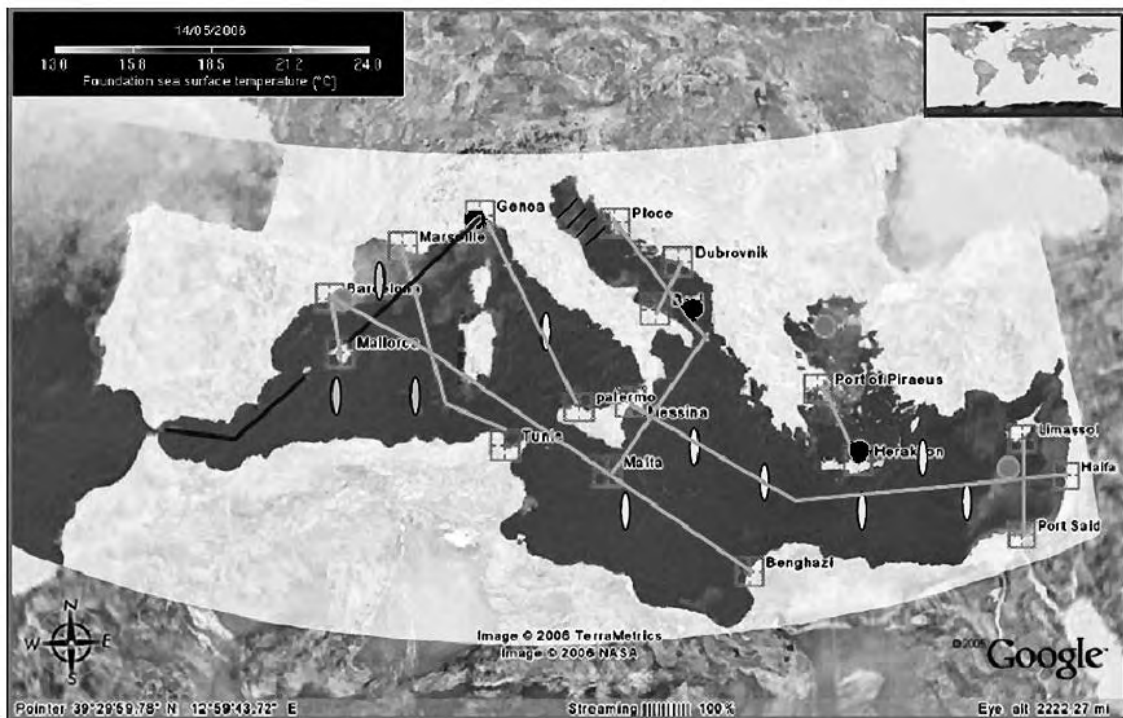 14/05/2006
13.0 15.8 18.5 21.2 24.0
Foundation sea surface temperature (°C)
Genoa
Ploce
Marseille
Dubrovnik
Barcelona
Bari
Mallorca
Port of Piraeus
palermo
Messina
Tunis
Limassol
Malta
Heraklion
Haifa
Port Said
Benghazi
N
W E
S
Image © 2006 TerraMetrics
Image © 2006 NASA
© 2005 Google
Pointer 39°29'59.78" N 12°59'43.72" E Streaming 100% Eye alt 2222.27 mi